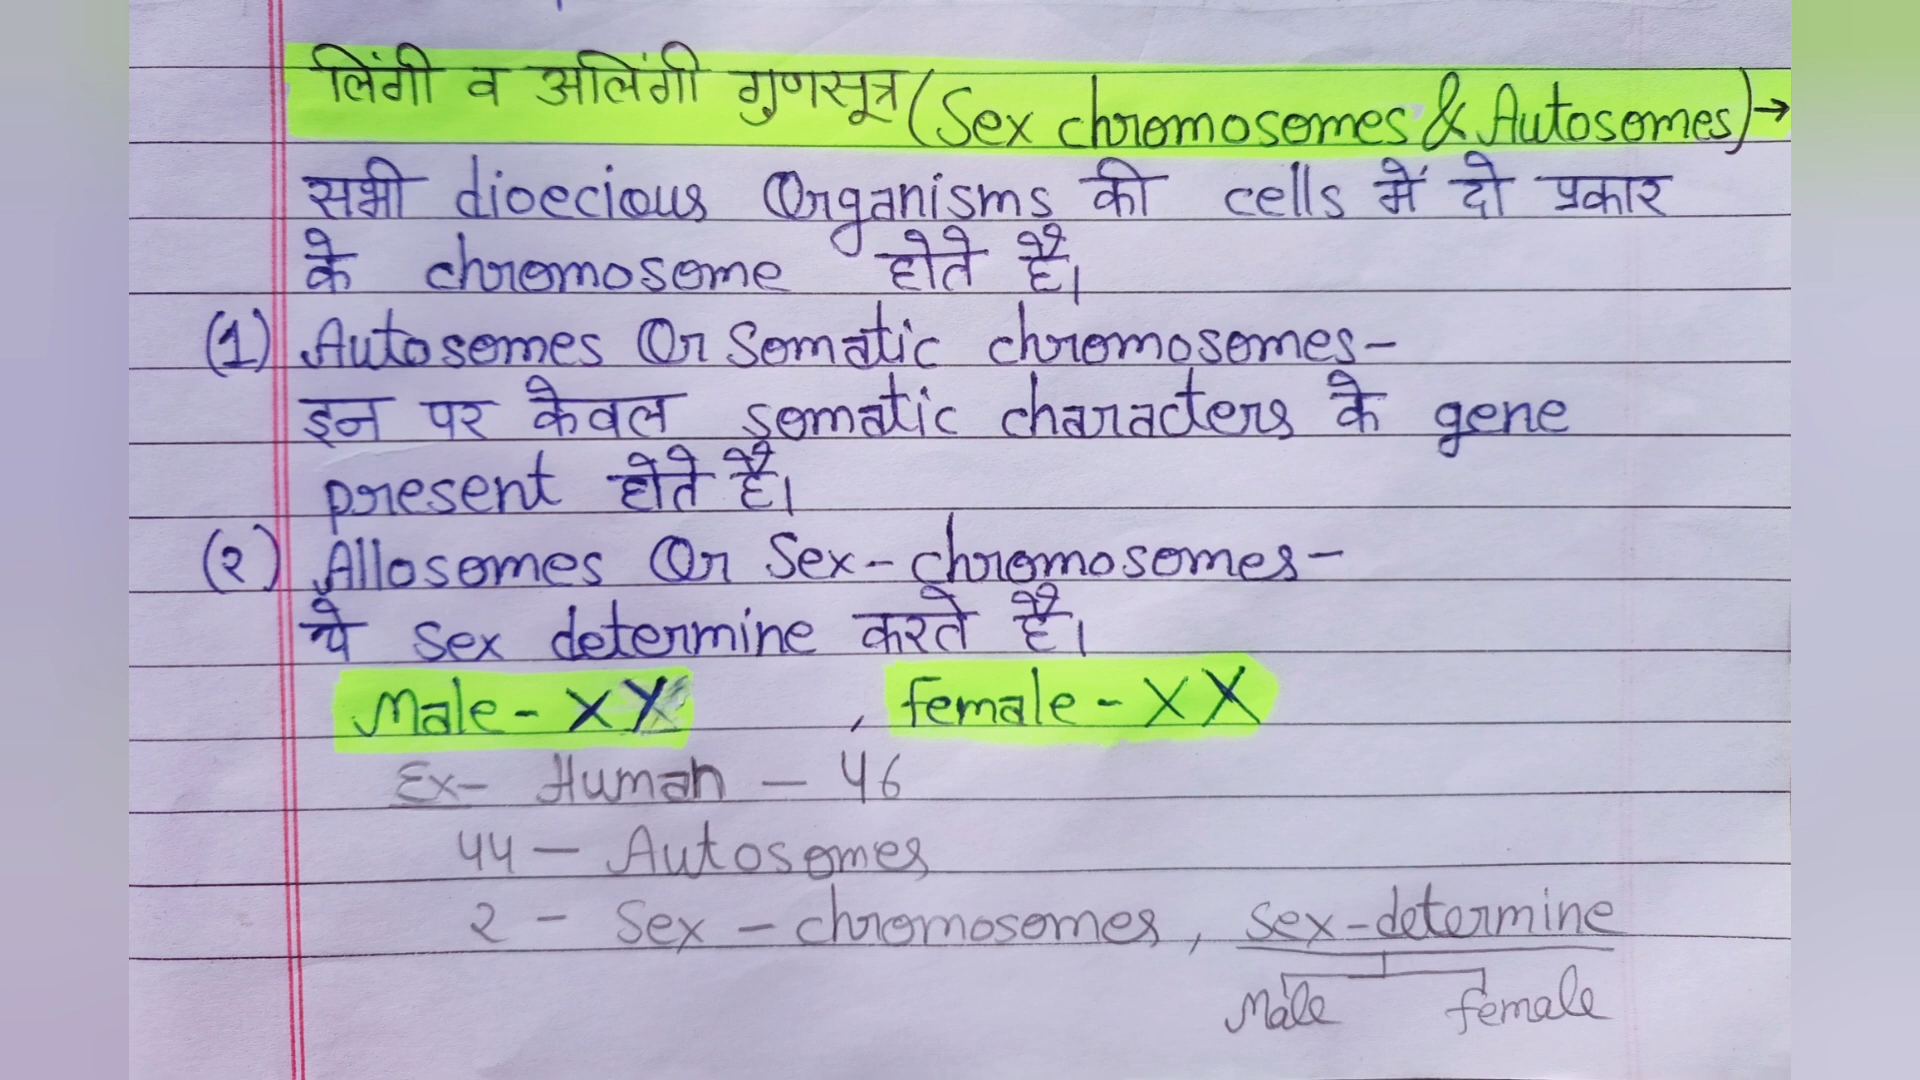 लिंगी व अलिंगी गुणसूत्र (Sex chromosomes & Autosomes)→
सभी dioecious Organisms की cells में दो प्रकार
के chromosome होते हैं।
(1) Autosomes Or Somatic chromosomes-
इन पर केवल somatic characters के gene
present होते हैं।
(२) Allosomes Or Sex-chromosomes-
ये sex determine करते हैं।
Male - XY , female - XX
Ex- Human - 46
44 - Autosomes
2 - Sex - chromosomes, sex-determine
Male female